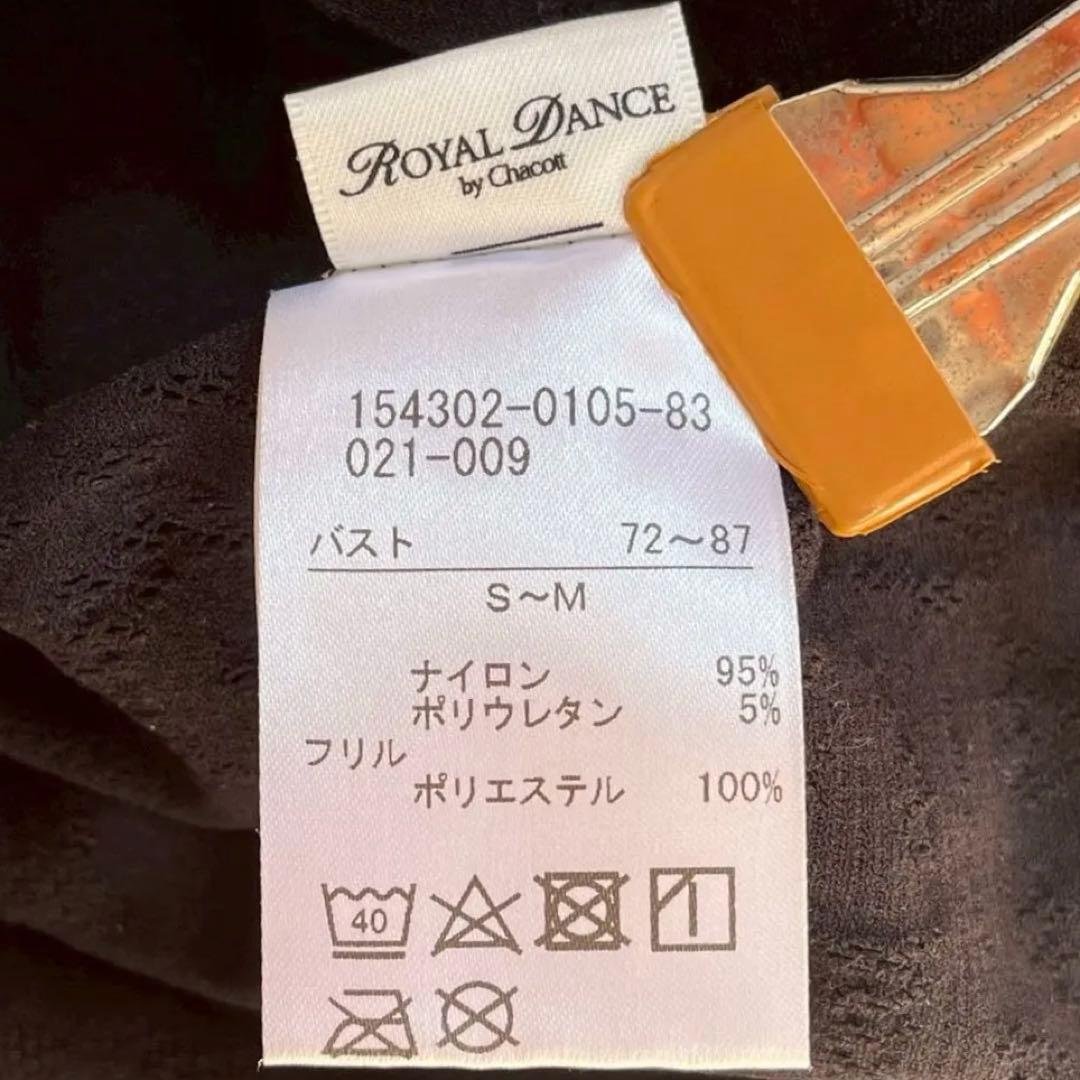 ROYAL DANCE
by Chacott
154302-0105-83
021-009
バスト 72〜87
S〜M
ナイロン 95%
ポリウレタン 5%
フリル
ポリエステル 100%
40